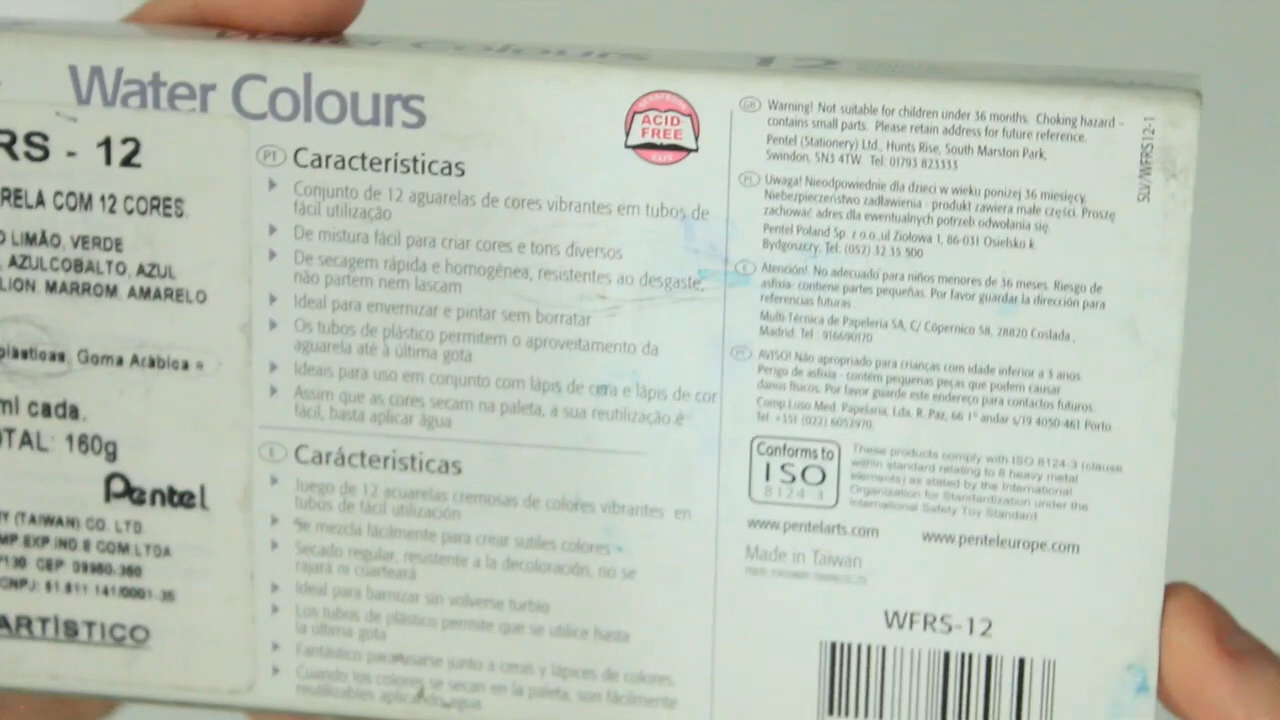 Water Colours 12
Water Colours
RS - 12
RELA COM 12 CORES.
LIMÃO, VERDE
AZULCOBALTO, AZUL
LION MARROM, AMARELO
plasticas, Goma Arábica e
ml cada.
TAL: 160g
Pentel
(TAIWAN) CO. LTD.
MP.EXP.IND.E COM.LTDA
CEP
CNPJ: 61.611
ARTÍSTICO
PT Características
Conjunto de 12 aguarelas de cores vibrantes em tubos de
fácil utilização
De mistura fácil para criar cores e tons diversos
De secagem rápida e homogénea, resistentes ao desgaste,
não partem nem lascam
Ideal para envernizar e pintar sem borratar
Os tubos de plástico permitem o aproveitamento da
aguarela até à última gota
Ideais para uso em conjunto com lápis de cera e lápis de cor
Assim que as cores secam na paleta, a sua reutilização é
fácil, basta aplicar água
E Carácteristicas
Juego de 12 acuarelas cremosas de colores vibrantes en
tubos de fácil utilización
Se mezcla fácilmente para crear sutiles colores
Secado regular, resistente a la decoloración, no se
rajará ni cuarteará
Ideal para barnizar sin volverse turbio
Los tubos de plástico permite que se utilice hasta
la última gota
Fantástico para usarse junto a ceras y lápices de colores.
Cuando los colores se secan en la paleta, son fácilmente
reutilizables aplicando agua
ACID
FREE
GB Warning! Not suitable for children under 36 months. Choking hazard -
contains small parts. Please retain address for future reference.
Pentel (Stationery) Ltd., Hunts Rise, South Marston Park,
Swindon, SN3 4TW. Tel: 01793 823333
PL Uwaga! Nieodpowiednie dla dzieci w wieku poniżej 36 miesięcy.
Niebezpieczeństwo zadławienia - produkt zawiera małe części. Proszę
zachować adres dla ewentualnych potrzeb odwołania się.
Pentel Poland Sp. z o.o.,ul Ziołowa 1, 86-031 Osielsko k.
Bydgoszczy, Tel: (052) 32 35 500
E Atención!. No adecuado para niños menores de 36 meses. Riesgo de
asfixia- contiene partes pequeñas. Por favor guardar la dirección para
referencias futuras.
Multi Técnica de Papelería SA, C/ Cópernico 58, 28820 Coslada,
Madrid. Tel : 916690170
PT AVISO! Não apropriado para crianças com idade inferior a 3 anos.
Perigo de asfixia - contém pequenas peças que podem causar
danos físicos. Por favor guarde este endereço para contactos futuros.
Comp Luso Med. Papelaria, Lda. R. Paz, 66 1º andar s/19 4050-461 Porto
Tel: +351 (022) 6052970.
Conforms to
ISO
8124-3
These products comply with ISO 8124-3 (clause
within standard relating to 8 heavy metal
elements) as stated by the International
Organization for Standardization under the
International Safety Toy Standard
www.pentelarts.com
www.penteleurope.com
Made in Taiwan
WFRS-12
SLV/WFRS12-1